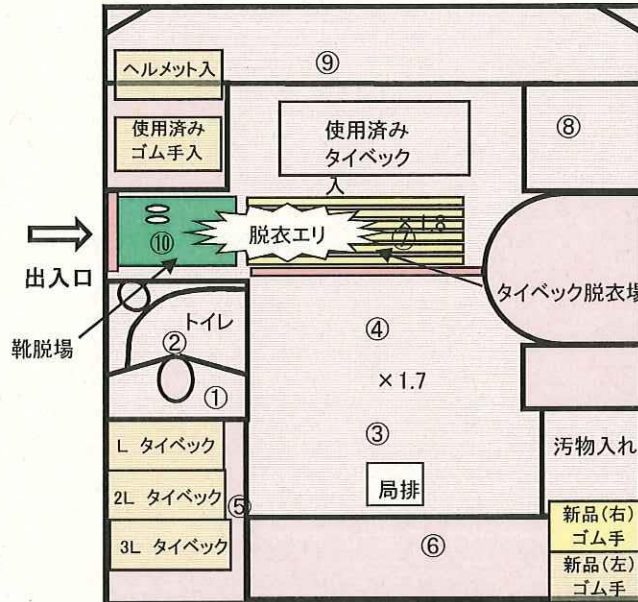 ヘルメット入
⑨
使用済み
ゴム手入
使用済み
タイベック
入
⑧
⑩
脱衣エリ
× 1.8
⑦
出入口
タイベック脱衣場
靴脱場
トイレ
②
①
④
× 1.7
③
局排
L タイベック
2L タイベック
3L タイベック
⑤
⑥
汚物入れ
新品(右)
ゴム手
新品(左)
ゴム手